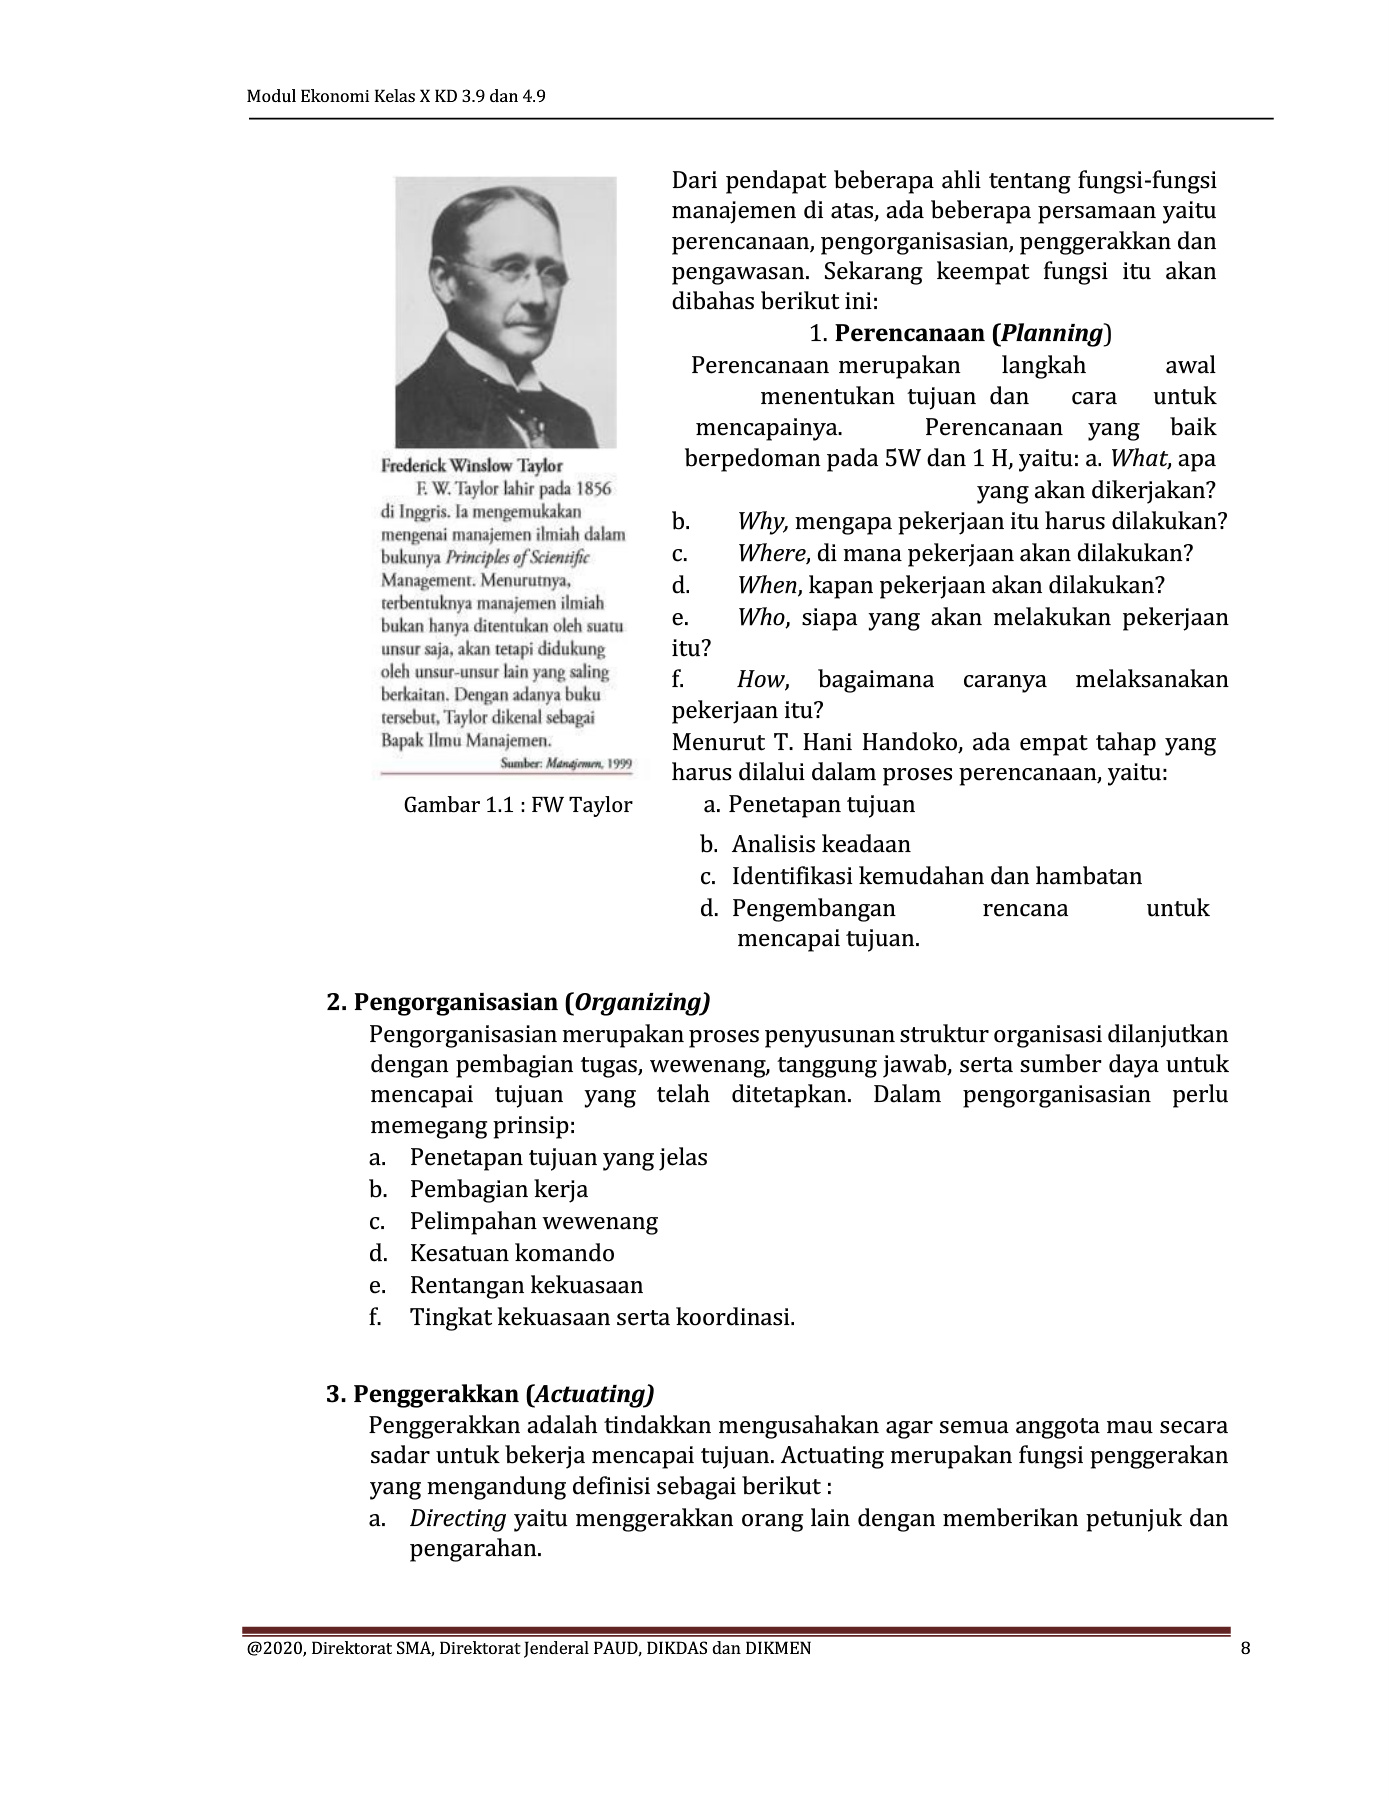 Modul Ekonomi Kelas X KD 3.9 dan 4.9
Frederick Winslow Taylor
F. W. Taylor lahir pada 1856
di Inggris. Ia mengemukakan
mengenai manajemen ilmiah dalam
bukunya Principles of Scientific
Management. Menurutnya,
terbentuknya manajemen ilmiah
bukan hanya ditentukan oleh suatu
unsur saja, akan tetapi didukung
oleh unsur-unsur lain yang saling
berkaitan. Dengan adanya buku
tersebut, Taylor dikenal sebagai
Bapak Ilmu Manajemen.
Sumber: Manajemen, 1999
Gambar 1.1 : FW Taylor
Dari pendapat beberapa ahli tentang fungsi-fungsi
manajemen di atas, ada beberapa persamaan yaitu
perencanaan, pengorganisasian, penggerakkan dan
pengawasan. Sekarang keempat fungsi itu akan
dibahas berikut ini:
1. Perencanaan (Planning)
Perencanaan merupakan langkah awal
menentukan tujuan dan cara untuk
mencapainya. Perencanaan yang baik
berpedoman pada 5W dan 1 H, yaitu: a. What, apa
yang akan dikerjakan?
b. Why, mengapa pekerjaan itu harus dilakukan?
c. Where, di mana pekerjaan akan dilakukan?
d. When, kapan pekerjaan akan dilakukan?
e. Who, siapa yang akan melakukan pekerjaan
itu?
f. How, bagaimana caranya melaksanakan
pekerjaan itu?
Menurut T. Hani Handoko, ada empat tahap yang
harus dilalui dalam proses perencanaan, yaitu:
a. Penetapan tujuan
b. Analisis keadaan
c. Identifikasi kemudahan dan hambatan
d. Pengembangan rencana untuk
mencapai tujuan.
2. Pengorganisasian (Organizing)
Pengorganisasian merupakan proses penyusunan struktur organisasi dilanjutkan
dengan pembagian tugas, wewenang, tanggung jawab, serta sumber daya untuk
mencapai tujuan yang telah ditetapkan. Dalam pengorganisasian perlu
memegang prinsip:
a. Penetapan tujuan yang jelas
b. Pembagian kerja
c. Pelimpahan wewenang
d. Kesatuan komando
e. Rentangan kekuasaan
f. Tingkat kekuasaan serta koordinasi.
3. Penggerakkan (Actuating)
Penggerakkan adalah tindakkan mengusahakan agar semua anggota mau secara
sadar untuk bekerja mencapai tujuan. Actuating merupakan fungsi penggerakan
yang mengandung definisi sebagai berikut :
a. Directing yaitu menggerakkan orang lain dengan memberikan petunjuk dan
pengarahan.
@2020, Direktorat SMA, Direktorat Jenderal PAUD, DIKDAS dan DIKMEN 8